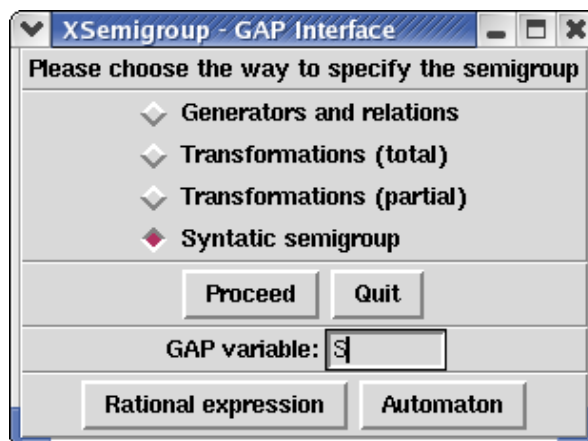 XSemigroup - GAP Interface
Please choose the way to specify the semigroup
Generators and relations
Transformations (total)
Transformations (partial)
Syntatic semigroup
Proceed Quit
GAP variable: S
Rational expression Automaton